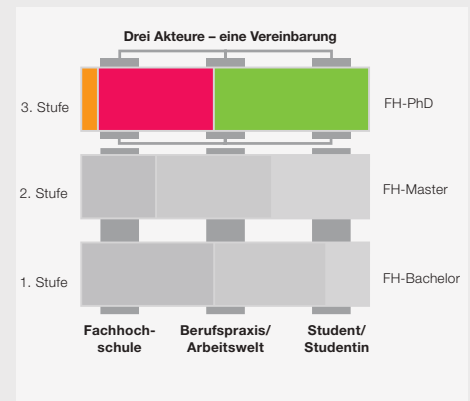 Drei Akteure – eine Vereinbarung
3. Stufe
FH-PhD
2. Stufe
FH-Master
1. Stufe
FH-Bachelor
Fachhoch-
schule
Berufspraxis/
Arbeitswelt
Student/
Studentin